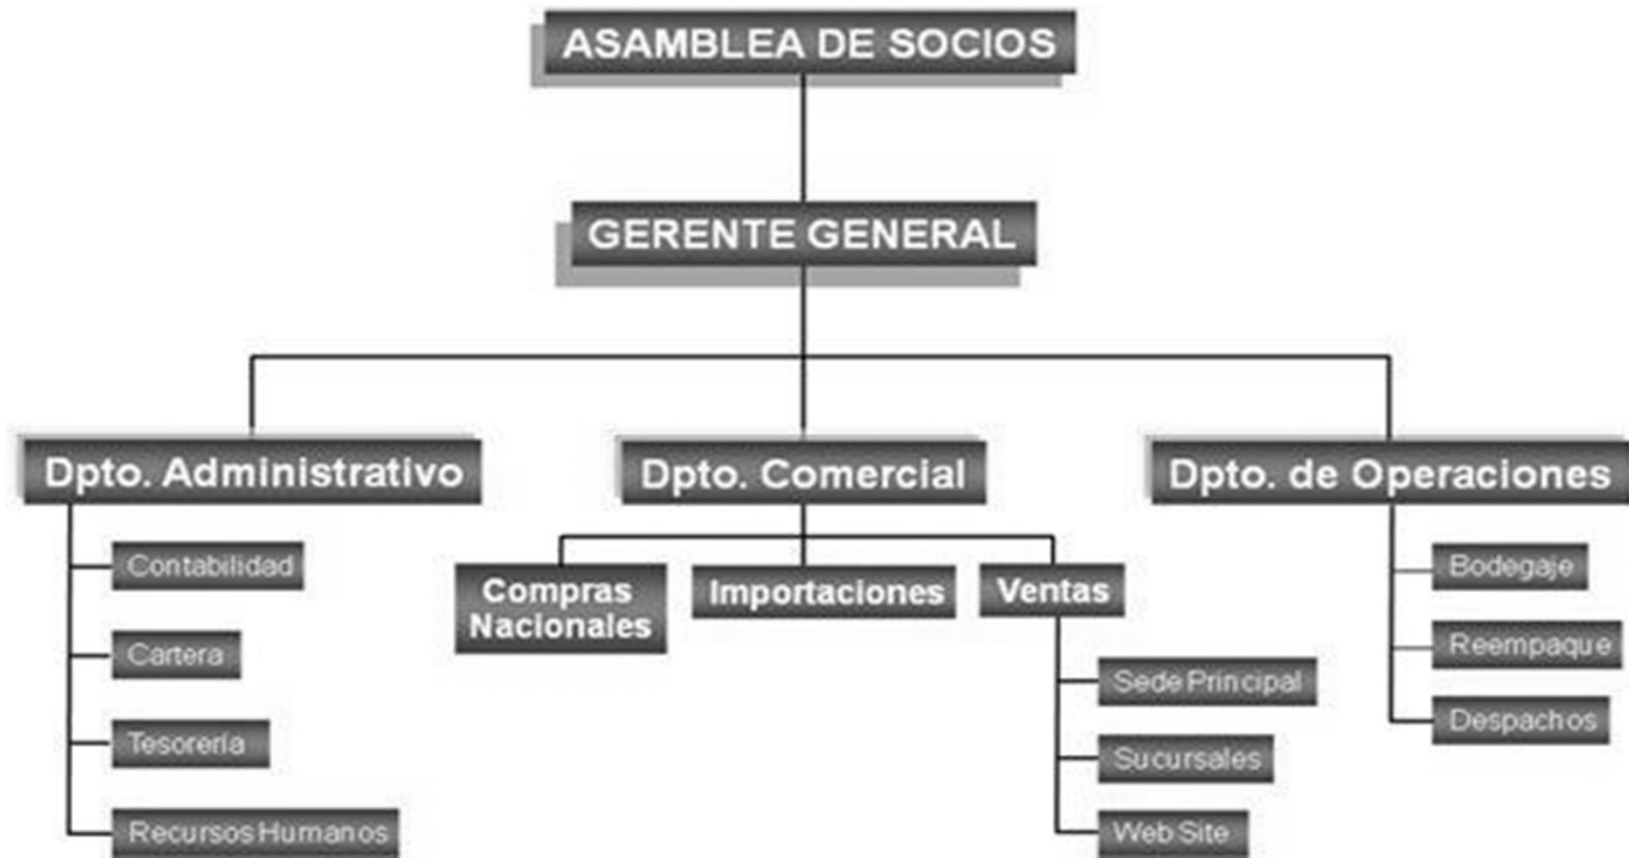 ASAMBLEA DE SOCIOS
GERENTE GENERAL
Dpto. Administrativo
Contabilidad
Cartera
Tesorería
Recursos Humanos
Dpto. Comercial
Compras
Nacionales
Importaciones
Ventas
Sede Principal
Sucursales
Web Site
Dpto. de Operaciones
Bodegaje
Reempaque
Despachos